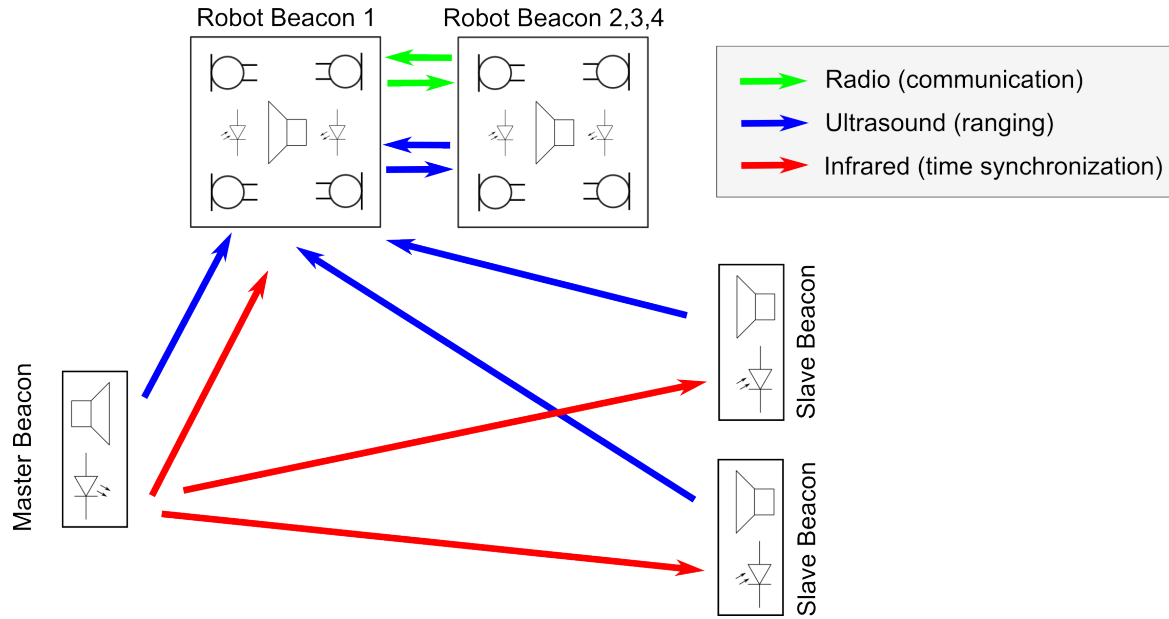 Robot Beacon 1
Robot Beacon 2,3,4
Radio (communication)
Ultrasound (ranging)
Infrared (time synchronization)
Master Beacon
Slave Beacon
Slave Beacon